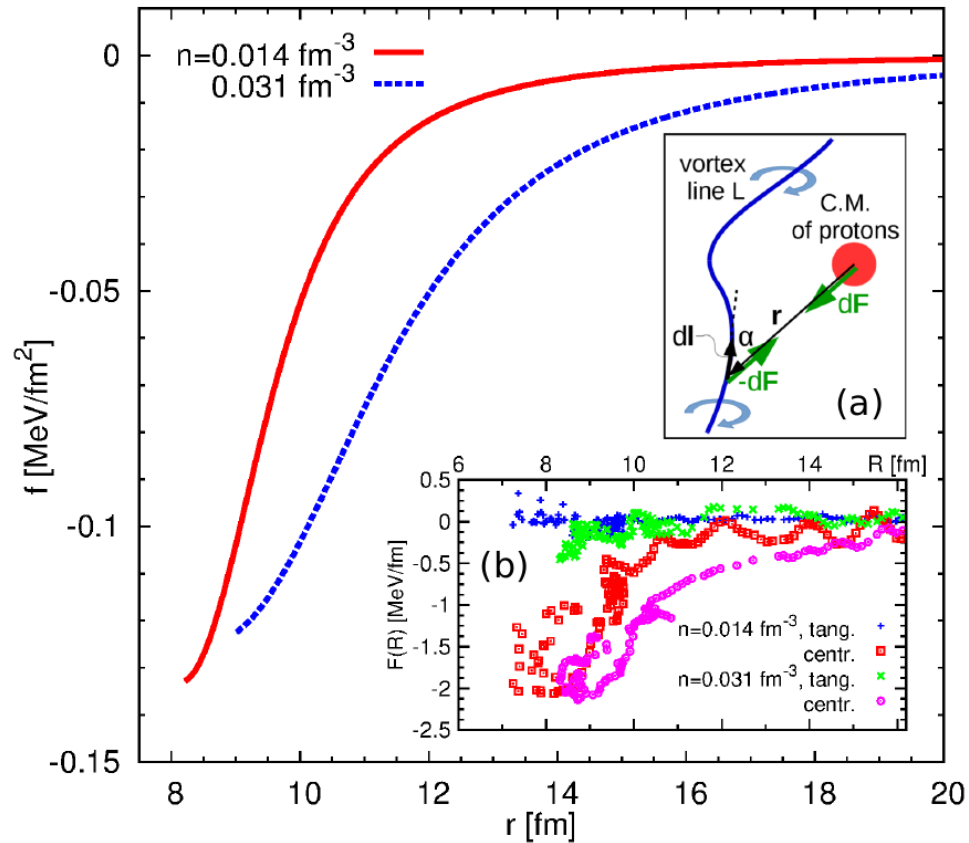 n=0.014 fm⁻³
0.031 fm⁻³
0
-0.05
-0.1
-0.15
f [MeV/fm²]
8 10 12 14 16 18 20
r [fm]
vortex
line L
C.M.
of protons
dF
r
dl
α
-dF
(a)
6 8 10 12 14 R [fm]
0.5
0
-0.5
-1
-1.5
-2
-2.5
F(R) [MeV/fm]
(b)
n=0.014 fm⁻³, tang.
centr.
n=0.031 fm⁻³, tang.
centr.